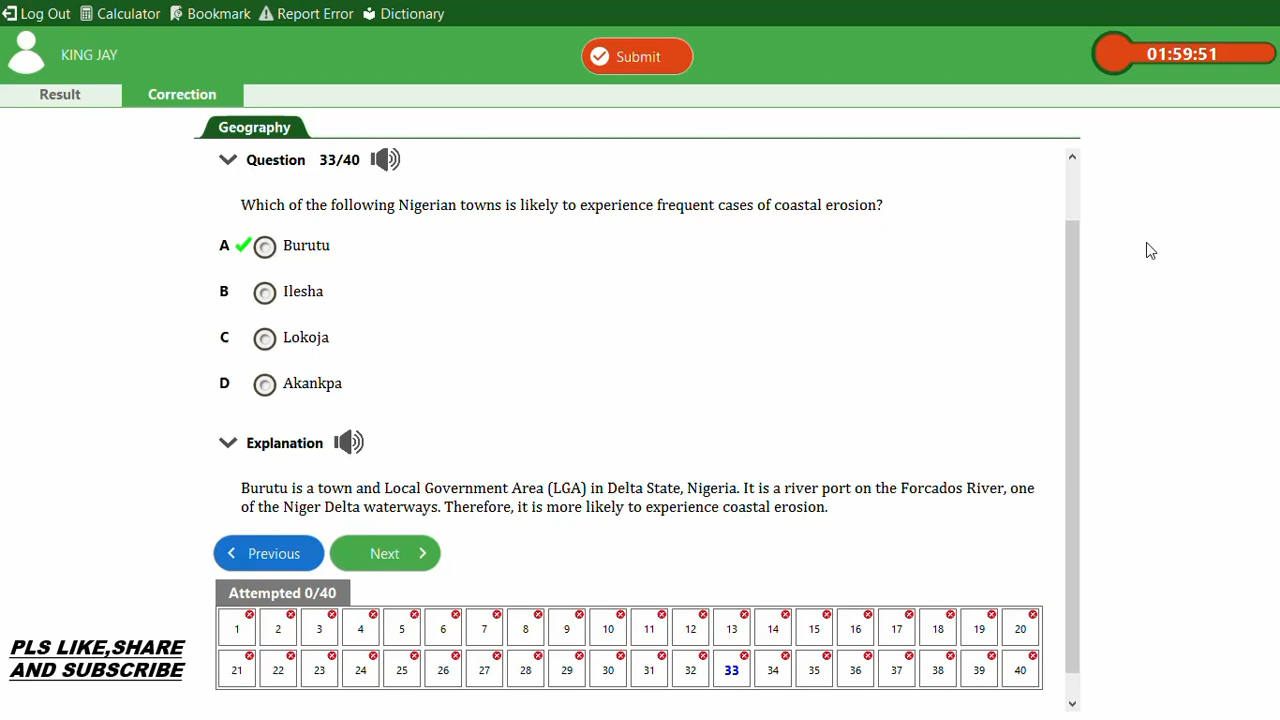 Log Out Calculator Bookmark Report Error Dictionary
KING JAY
Submit
01:59:51
Result Correction
Geography
Question 33/40
Which of the following Nigerian towns is likely to experience frequent cases of coastal erosion?
A Burutu
B Ilesha
C Lokoja
D Akankpa
Explanation
Burutu is a town and Local Government Area (LGA) in Delta State, Nigeria. It is a river port on the Forcados River, one
of the Niger Delta waterways. Therefore, it is more likely to experience coastal erosion.
Previous Next
Attempted 0/40
1 2 3 4 5 6 7 8 9 10 11 12 13 14 15 16 17 18 19 20
21 22 23 24 25 26 27 28 29 30 31 32 33 34 35 36 37 38 39 40
PLS LIKE,SHARE
AND SUBSCRIBE